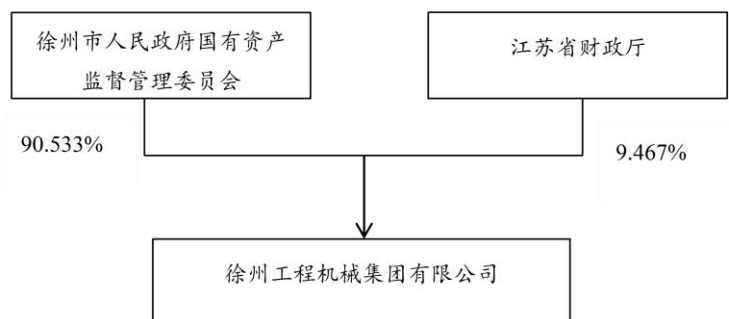 徐州市人民政府国有资产
监督管理委员会
江苏省财政厅
90.533%
9.467%
徐州工程机械集团有限公司